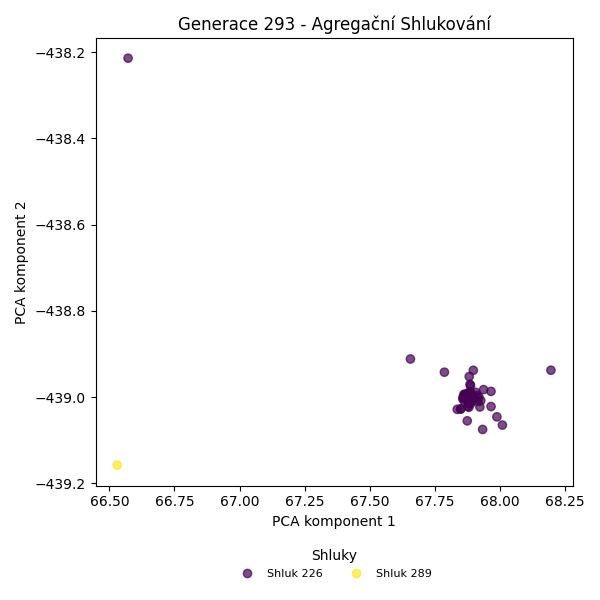 Generace 293 - Agregační Shlukování
−438.2
−438.4
−438.6
−438.8
−439.0
−439.2
PCA komponent 2
66.50 66.75 67.00 67.25 67.50 67.75 68.00 68.25
PCA komponent 1
Shluky
Shluk 226 Shluk 289